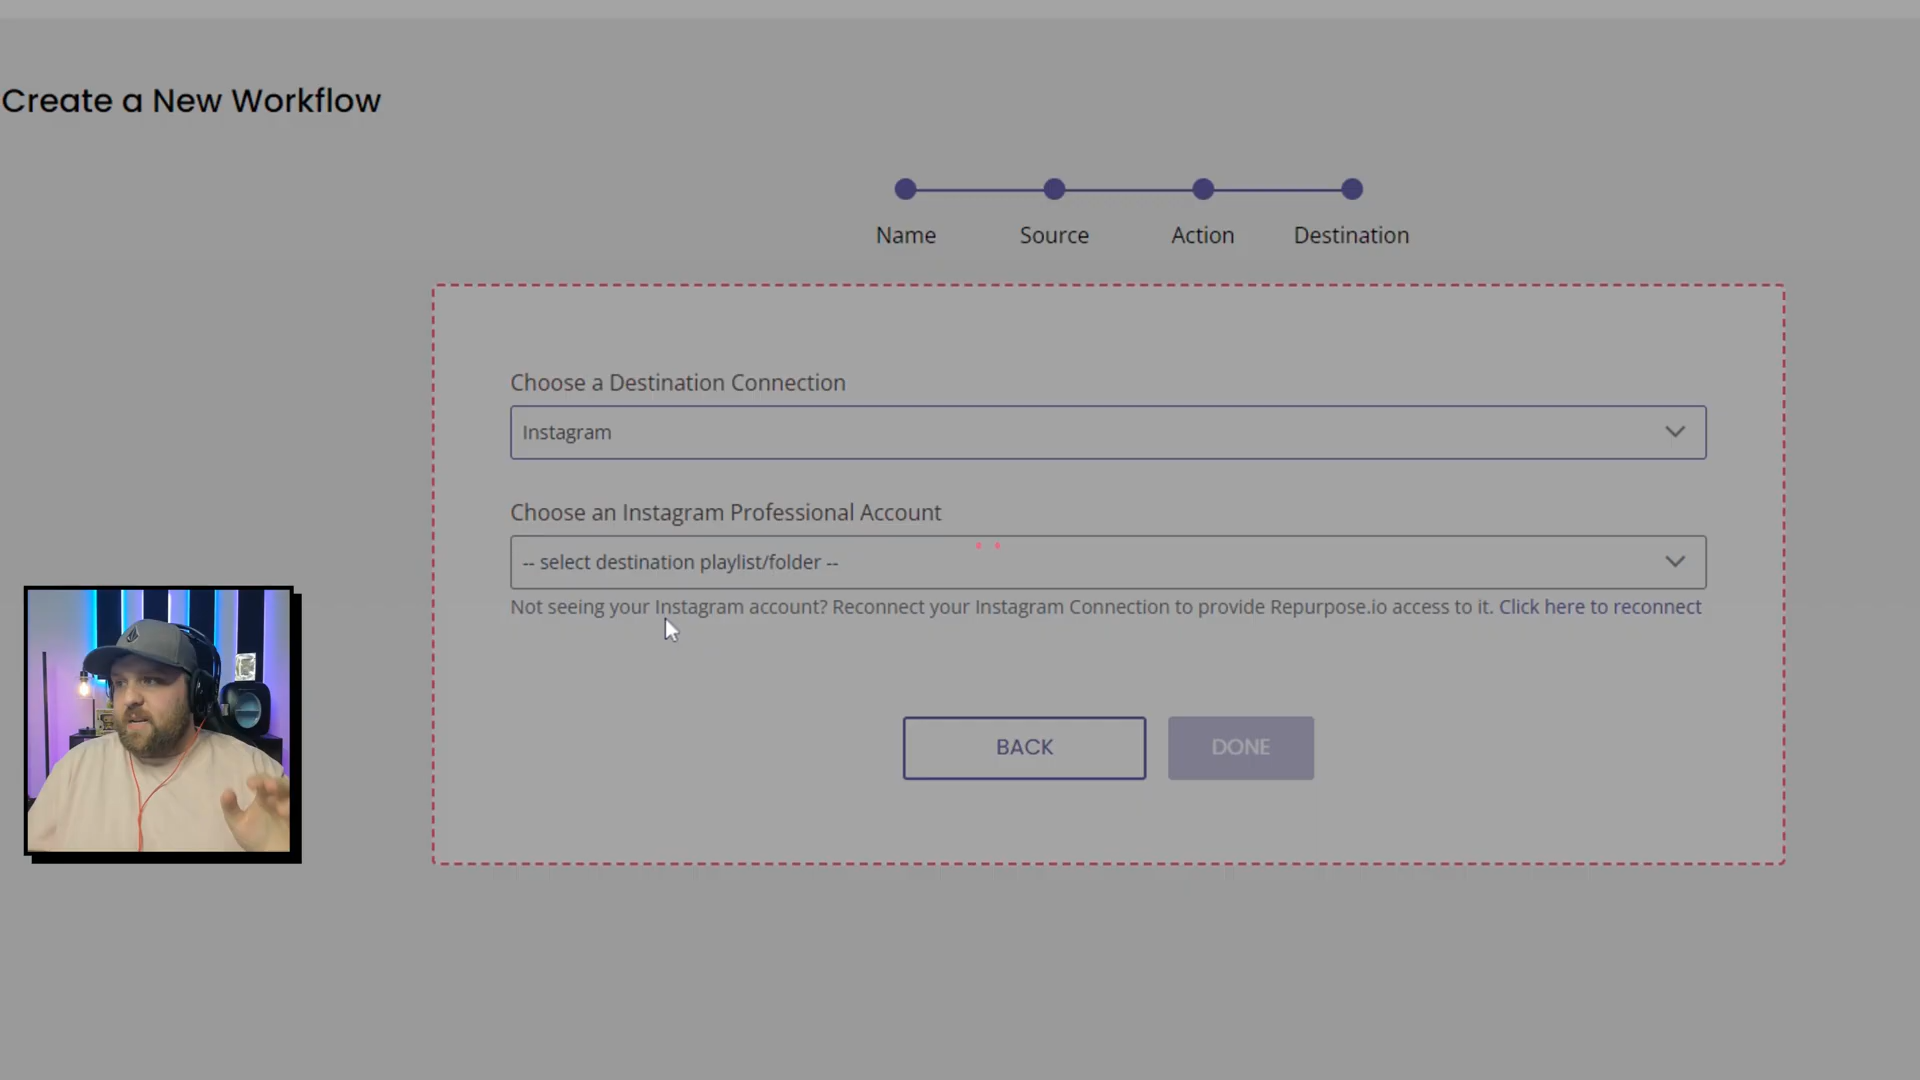 Create a New Workflow
Name Source Action Destination
Choose a Destination Connection
Instagram
Choose an Instagram Professional Account
-- select destination playlist/folder --
Not seeing your Instagram account? Reconnect your Instagram Connection to provide Repurpose.io access to it. Click here to reconnect
BACK DONE